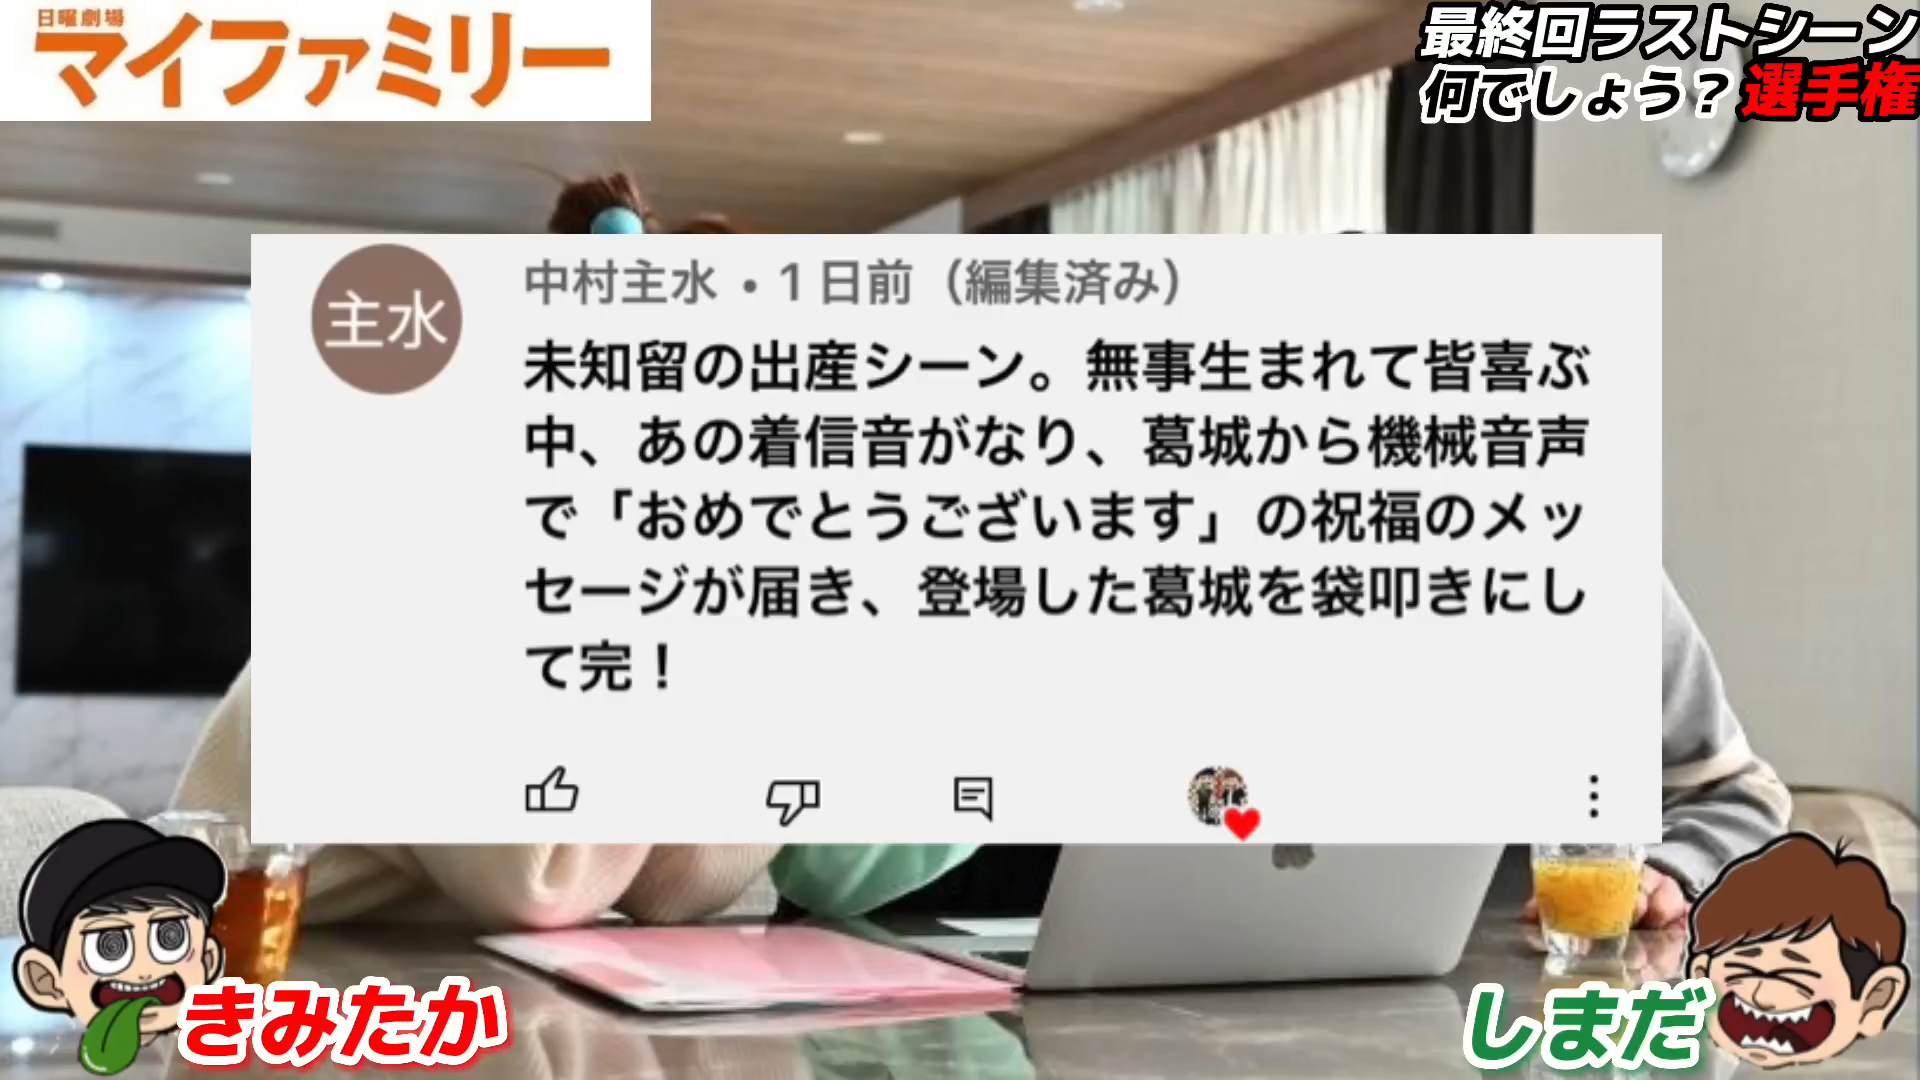 日曜劇場
マイファミリー
最終回ラストシーン
何でしょう？選手権
主水
中村主水・1日前（編集済み）
未知留の出産シーン。無事生まれて皆喜ぶ
中、あの着信音がなり、葛城から機械音声
で「おめでとうございます」の祝福のメッ
セージが届き、登場した葛城を袋叩きにし
て完！
きみたか
しまだ